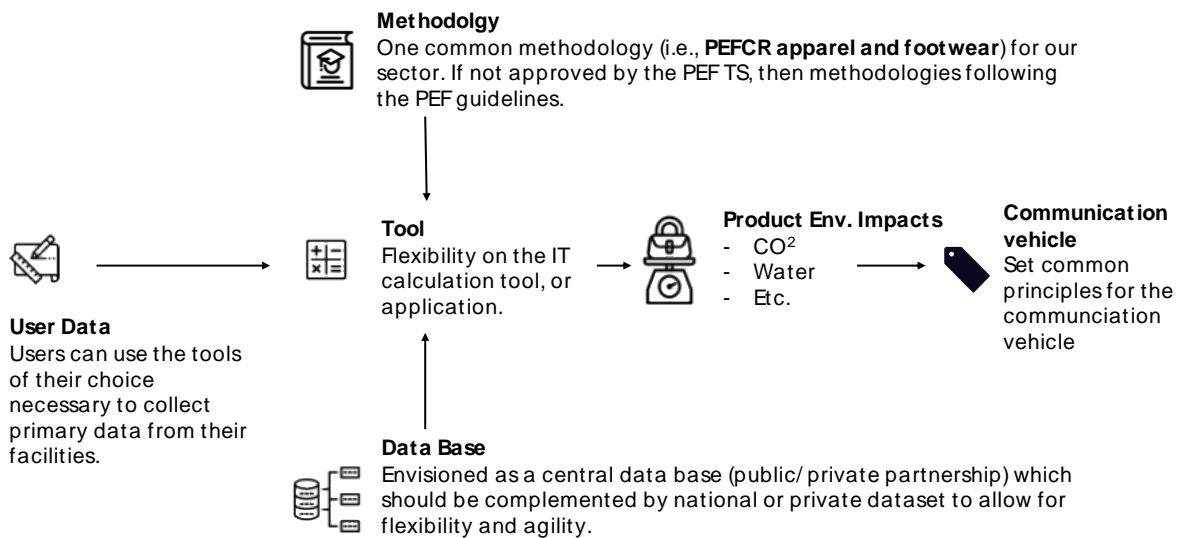 Methodolgy
One common methodology (i.e., PEFCR apparel and footwear) for our
sector. If not approved by the PEF TS, then methodologies following
the PEF guidelines.
Tool
Flexibility on the IT
calculation tool, or
application.
Product Env. Impacts
- CO²
- Water
- Etc.
Communication
vehicle
Set common
principles for the
communciation
vehicle
User Data
Users can use the tools
of their choice
necessary to collect
primary data from their
facilities.
Data Base
Envisioned as a central data base (public/ private partnership) which
should be complemented by national or private dataset to allow for
flexibility and agility.